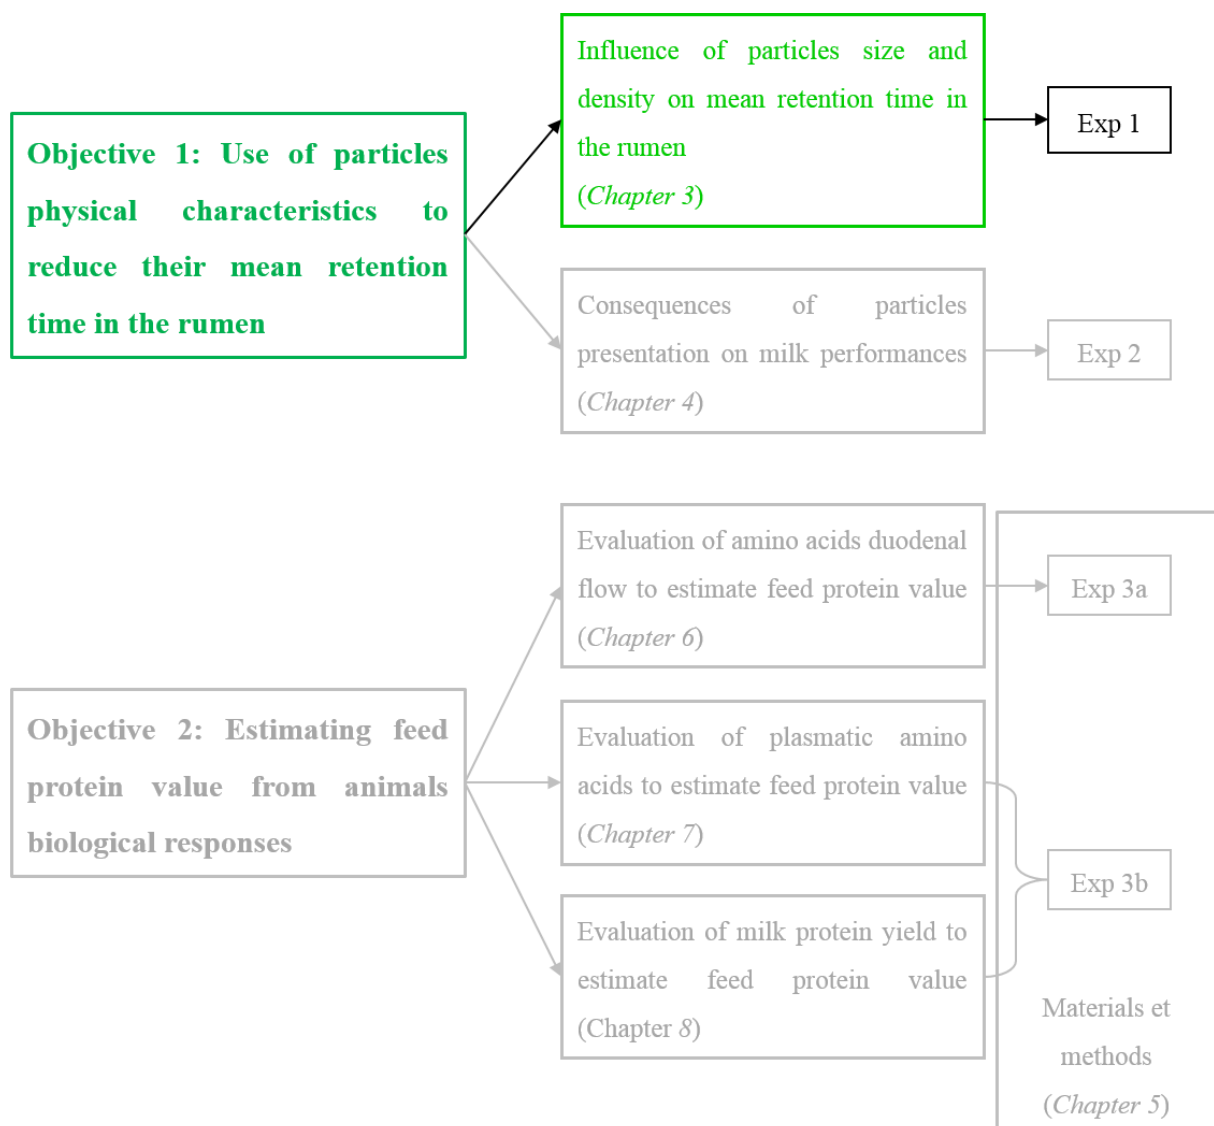 Influence of particles size and
density on mean retention time in
the rumen
(Chapter 3)
Exp 1
Objective 1: Use of particles
physical characteristics to
reduce their mean retention
time in the rumen
Consequences of particles
presentation on milk performances
(Chapter 4)
Exp 2
Evaluation of amino acids duodenal
flow to estimate feed protein value
(Chapter 6)
Exp 3a
Objective 2: Estimating feed
protein value from animals
biological responses
Evaluation of plasmatic amino
acids to estimate feed protein value
(Chapter 7)
Exp 3b
Evaluation of milk protein yield to
estimate feed protein value
(Chapter 8)
Materials et
methods
(Chapter 5)